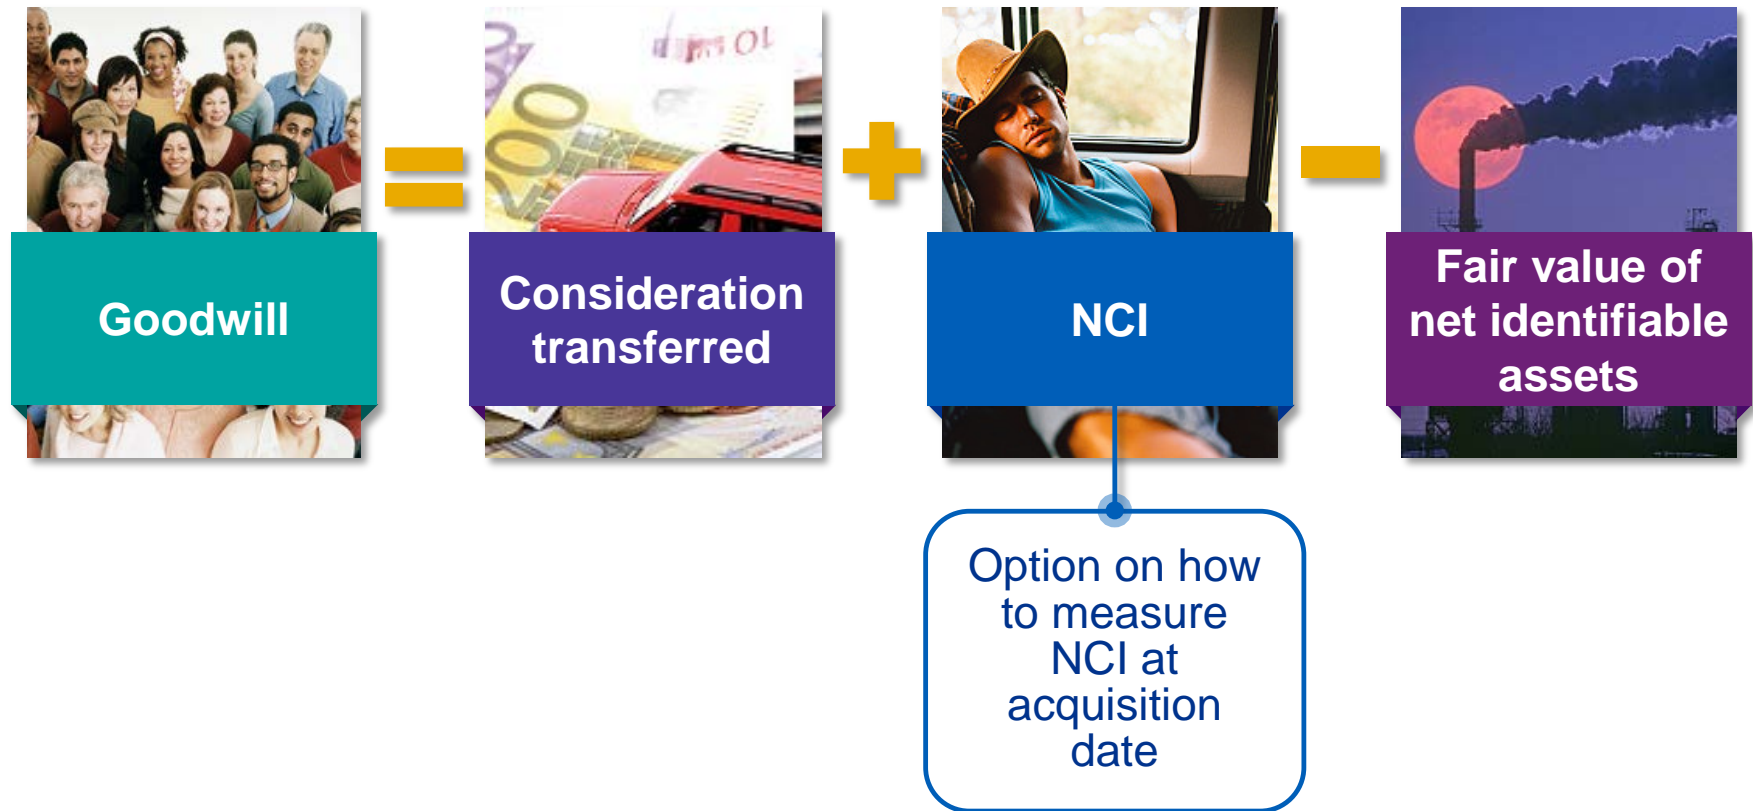 Goodwill
=
Consideration
transferred
+
NCI
-
Fair value of
net identifiable
assets
200
Option on how
to measure
NCI at
acquisition
date